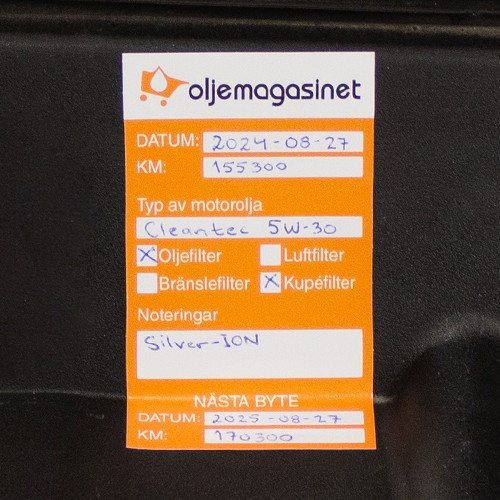 oljemagasinet
DATUM: 2024-08-27
KM: 155300
Typ av motorolja
Cleantec 5W-30
X Oljefilter Luftfilter
Bränslefilter X Kupéfilter
Noteringar
Silver-ION
NÄSTA BYTE
DATUM: 2025-08-27
KM: 170300